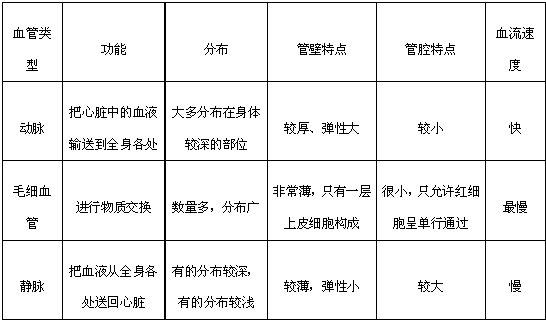 血管类型 功能 分布 管壁特点 管腔特点 血流速度
动脉 把心脏中的血液输送到全身各处 大多分布在身体较深的部位 较厚、弹性大 较小 快
毛细血管 进行物质交换 数量多，分布广 非常薄，只有一层上皮细胞构成 很小，只允许红细胞呈单行通过 最慢
静脉 把血液从全身各处送回心脏 有的分布较深，有的分布较浅 较薄，弹性小 较大 慢